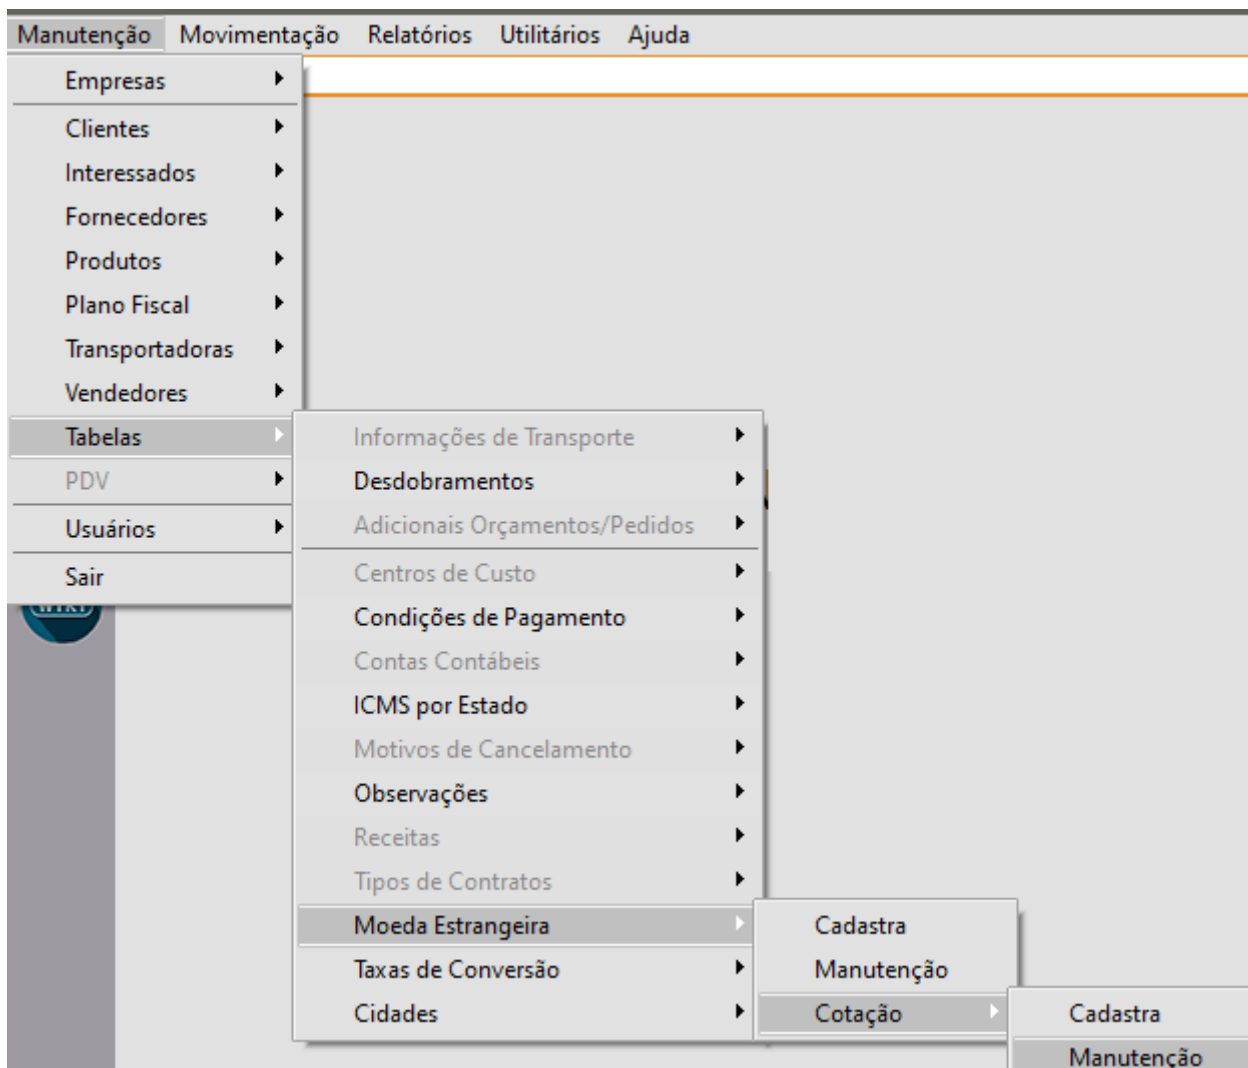 Manutenção Movimentação Relatórios Utilitários Ajuda
Empresas
Clientes
Interessados
Fornecedores
Produtos
Plano Fiscal
Transportadoras
Vendedores
Tabelas
PDV
Usuários
Sair
WIKI
Informações de Transporte
Desdobramentos
Adicionais Orçamentos/Pedidos
Centros de Custo
Condições de Pagamento
Contas Contábeis
ICMS por Estado
Motivos de Cancelamento
Observações
Receitas
Tipos de Contratos
Moeda Estrangeira
Taxas de Conversão
Cidades
Cadastra
Manutenção
Cotação
Cadastra
Manutenção